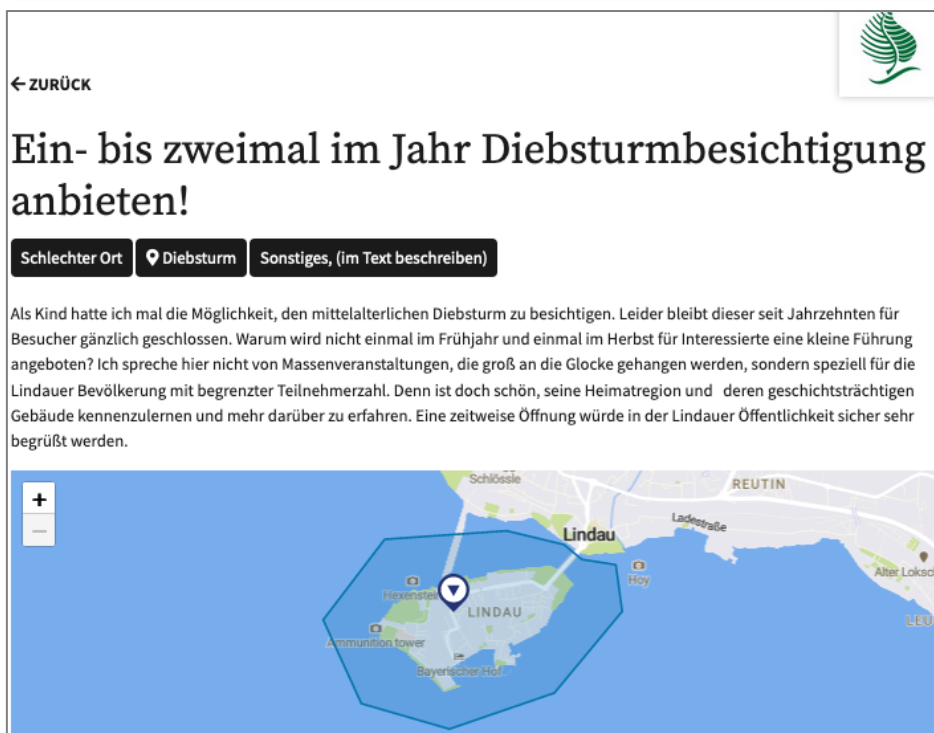 ← ZURÜCK
Ein- bis zweimal im Jahr Diebsturmbesichtigung
anbieten!
Schlechter Ort Diebsturm Sonstiges, (im Text beschreiben)
Als Kind hatte ich mal die Möglichkeit, den mittelalterlichen Diebsturm zu besichtigen. Leider bleibt dieser seit Jahrzehnten für
Besucher gänzlich geschlossen. Warum wird nicht einmal im Frühjahr und einmal im Herbst für Interessierte eine kleine Führung
angeboten? Ich spreche hier nicht von Massenveranstaltungen, die groß an die Glocke gehangen werden, sondern speziell für die
Lindauer Bevölkerung mit begrenzter Teilnehmerzahl. Denn ist doch schön, seine Heimatregion und deren geschichtsträchtigen
Gebäude kennenzulernen und mehr darüber zu erfahren. Eine zeitweise Öffnung würde in der Lindauer Öffentlichkeit sicher sehr
begrüßt werden.
+
−
Schlössle
REUTIN
Ladestraße
Lindau
Alter Loksc
Hoy
Hexenstein
LINDAU
LEU
Ammunition tower
Bayerischer Hof